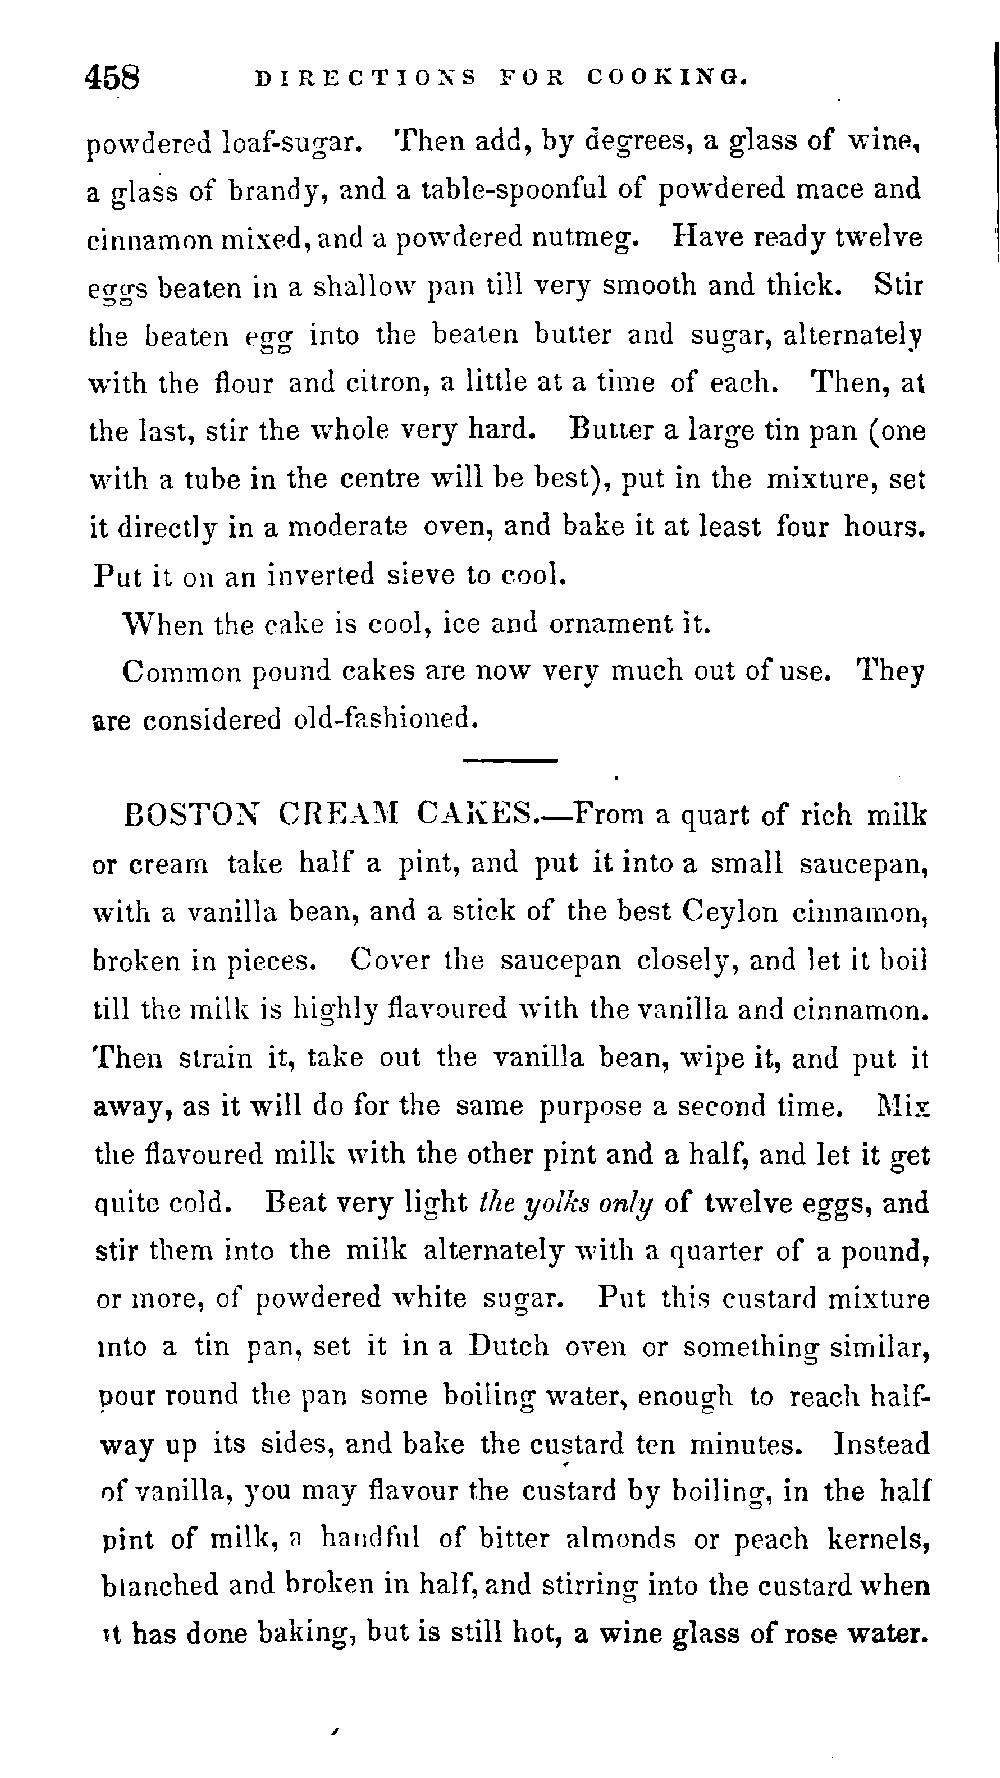 458 DIRECTIONS FOR COOKING.
powdered loaf-sugar. Then add, by degrees, a glass of wine,
a glass of brandy, and a table-spoonful of powdered mace and
cinnamon mixed, and a powdered nutmeg. Have ready twelve
eggs beaten in a shallow pan till very smooth and thick. Stir
the beaten egg into the beaten butter and sugar, alternately
with the flour and citron, a little at a time of each. Then, at
the last, stir the whole very hard. Butter a large tin pan (one
with a tube in the centre will be best), put in the mixture, set
it directly in a moderate oven, and bake it at least four hours.
Put it on an inverted sieve to cool.
When the cake is cool, ice and ornament it.
Common pound cakes are now very much out of use. They
are considered old-fashioned.
BOSTON CREAM CAKES.—From a quart of rich milk
or cream take half a pint, and put it into a small saucepan,
with a vanilla bean, and a stick of the best Ceylon cinnamon,
broken in pieces. Cover the saucepan closely, and let it boil
till the milk is highly flavoured with the vanilla and cinnamon.
Then strain it, take out the vanilla bean, wipe it, and put it
away, as it will do for the same purpose a second time. Mix
the flavoured milk with the other pint and a half, and let it get
quite cold. Beat very light the yolks only of twelve eggs, and
stir them into the milk alternately with a quarter of a pound,
or more, of powdered white sugar. Put this custard mixture
into a tin pan, set it in a Dutch oven or something similar,
pour round the pan some boiling water, enough to reach half-
way up its sides, and bake the custard ten minutes. Instead
of vanilla, you may flavour the custard by boiling, in the half
pint of milk, a handful of bitter almonds or peach kernels,
blanched and broken in half, and stirring into the custard when
it has done baking, but is still hot, a wine glass of rose water.